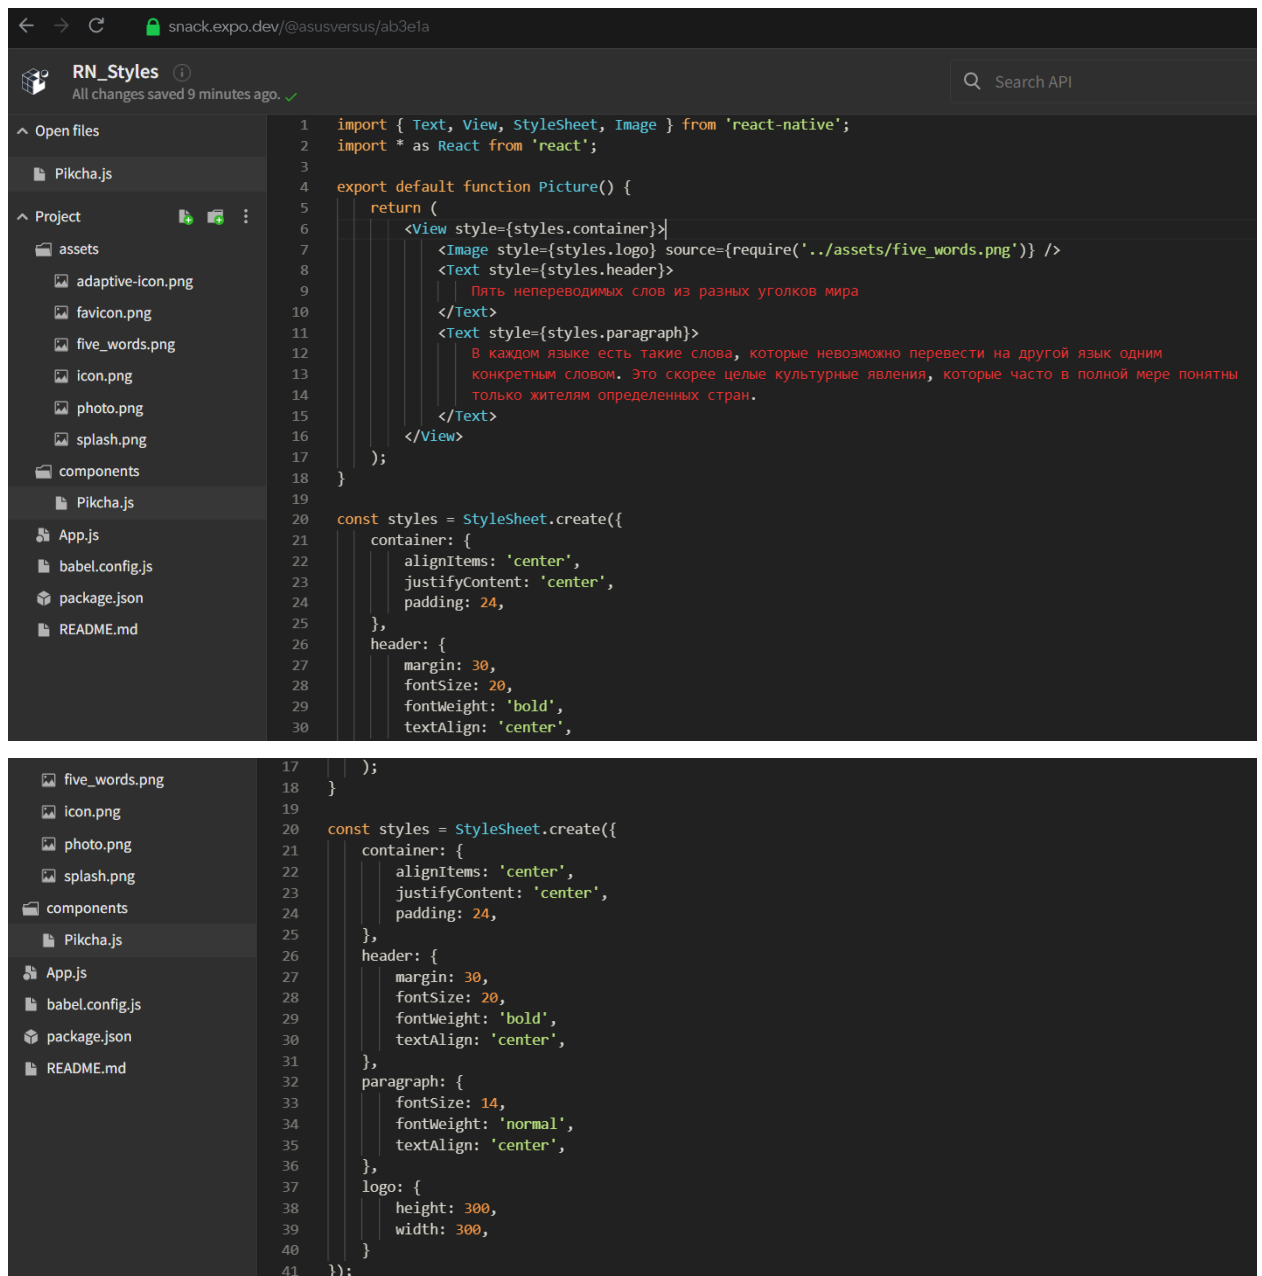 snack.expo.dev/@asusversus/ab3e1a
RN_Styles
All changes saved 9 minutes ago.
Search API
Open files
Pikcha.js
Project
assets
adaptive-icon.png
favicon.png
five_words.png
icon.png
photo.png
splash.png
components
Pikcha.js
App.js
babel.config.js
package.json
README.md
1 import { Text, View, StyleSheet, Image } from 'react-native';
2 import * as React from 'react';
3
4 export default function Picture() {
5 return (
6 <View style={styles.container}>
7 <Image style={styles.logo} source={require('../assets/five_words.png')} />
8 <Text style={styles.header}>
9 Пять непереводимых слов из разных уголков мира
10 </Text>
11 <Text style={styles.paragraph}>
12 В каждом языке есть такие слова, которые невозможно перевести на другой язык одним
13 конкретным словом. Это скорее целые культурные явления, которые часто в полной мере понятны
14 только жителям определенных стран.
15 </Text>
16 </View>
17 );
18 }
19
20 const styles = StyleSheet.create({
21 container: {
22 alignItems: 'center',
23 justifyContent: 'center',
24 padding: 24,
25 },
26 header: {
27 margin: 30,
28 fontSize: 20,
29 fontWeight: 'bold',
30 textAlign: 'center',
five_words.png
icon.png
photo.png
splash.png
components
Pikcha.js
App.js
babel.config.js
package.json
README.md
17 );
18 }
19
20 const styles = StyleSheet.create({
21 container: {
22 alignItems: 'center',
23 justifyContent: 'center',
24 padding: 24,
25 },
26 header: {
27 margin: 30,
28 fontSize: 20,
29 fontWeight: 'bold',
30 textAlign: 'center',
31 },
32 paragraph: {
33 fontSize: 14,
34 fontWeight: 'normal',
35 textAlign: 'center',
36 },
37 logo: {
38 height: 300,
39 width: 300,
40 }
41 });